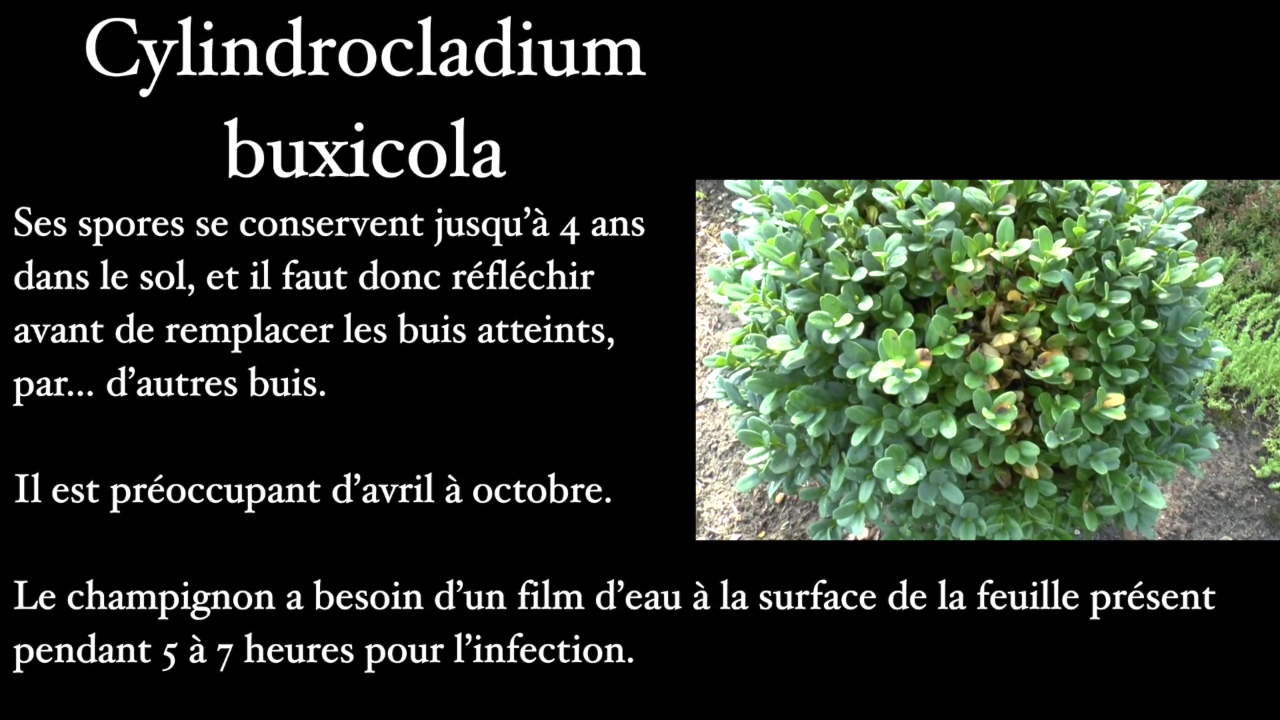 Cylindrocladium
buxicola
Ses spores se conservent jusqu’à 4 ans
dans le sol, et il faut donc réfléchir
avant de remplacer les buis atteints,
par... d’autres buis.
Il est préoccupant d’avril à octobre.
Le champignon a besoin d’un film d’eau à la surface de la feuille présent
pendant 5 à 7 heures pour l’infection.